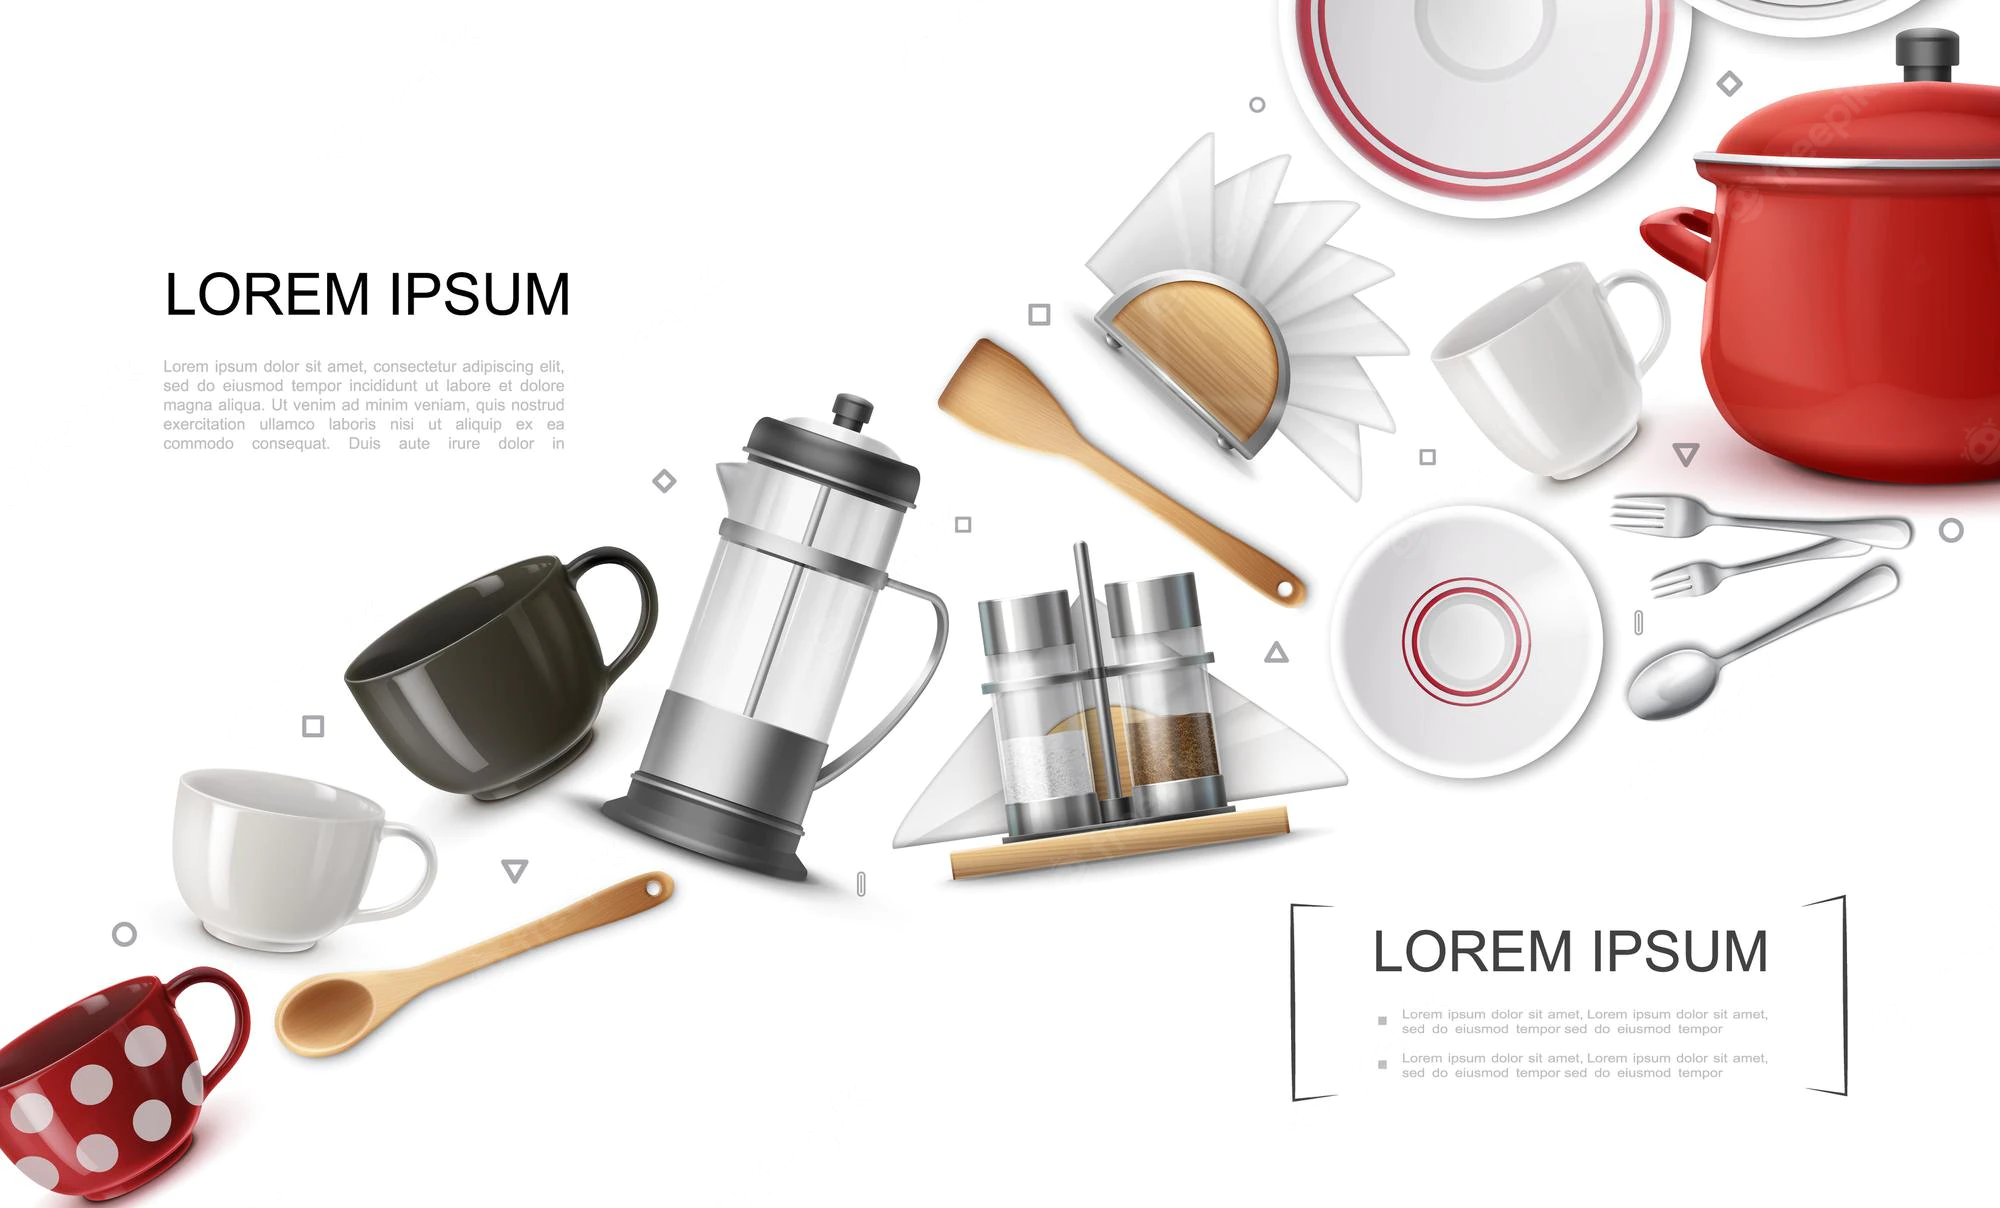 LOREM IPSUM
Lorem ipsum dolor sit amet, consectetur adipiscing elit,
sed do eiusmod tempor incididunt ut labore et dolore
magna aliqua. Ut venim ad minim veniam, quis nostrud
exercitation ullamco laboris nisi ut aliquip ex ea
commodo consequat. Duis aute irure dolor in
LOREM IPSUM
Lorem ipsum dolor sit amet, Lorem ipsum dolor sit amet,
sed do eiusmod tempor sed do eiusmod tempor
Lorem ipsum dolor sit amet, Lorem ipsum dolor sit amet,
sed do eiusmod tempor sed do eiusmod tempor